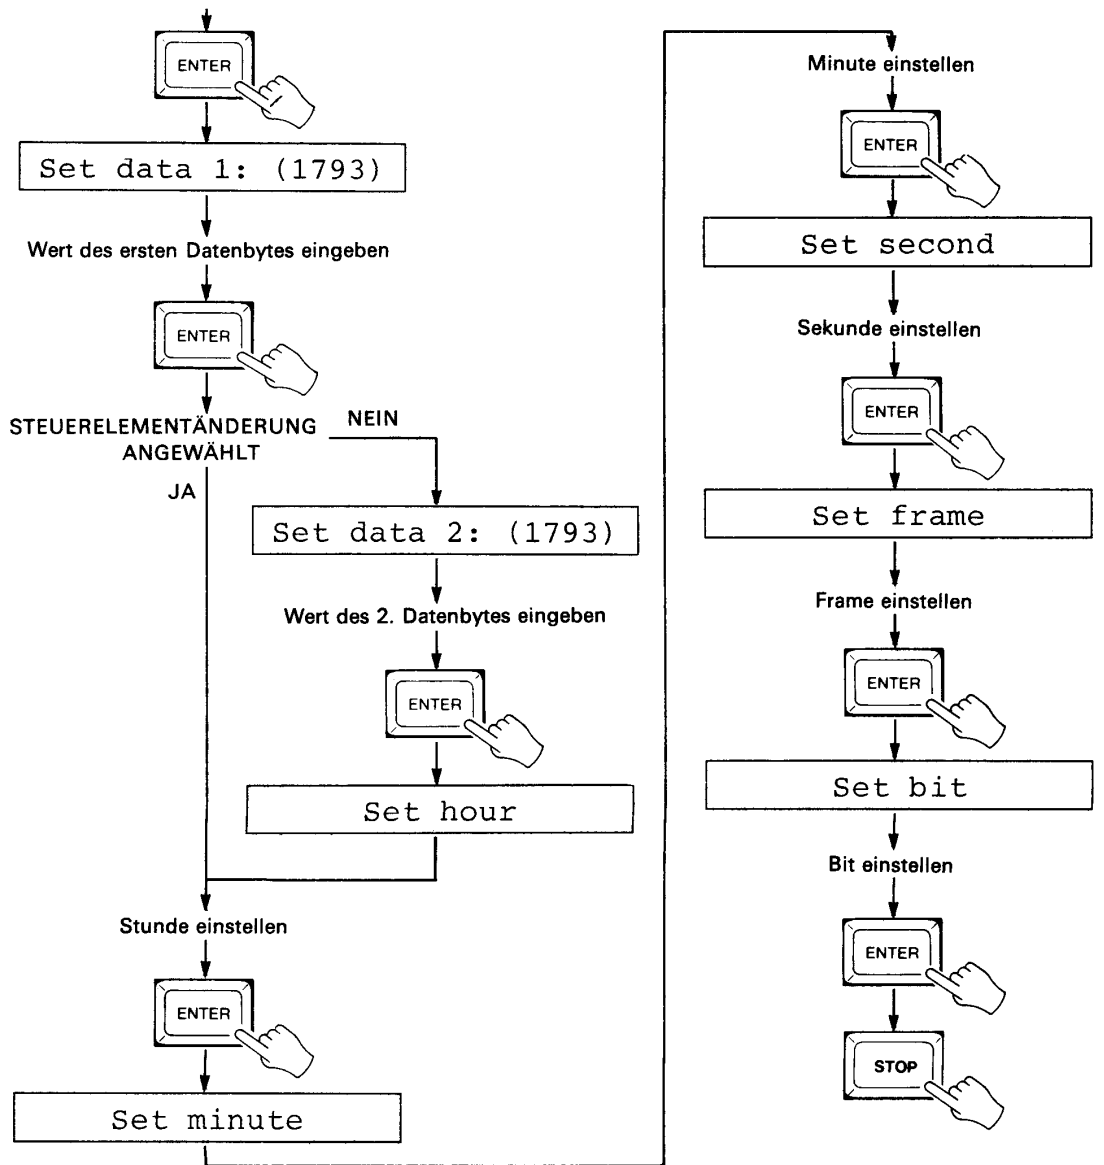 ENTER
Set data 1: (1793)
Wert des ersten Datenbytes eingeben
ENTER
STEUERELEMENTÄNDERUNG
ANGEWÄHLT
NEIN
JA
Set data 2: (1793)
Wert des 2. Datenbytes eingeben
ENTER
Set hour
Stunde einstellen
ENTER
Set minute
Minute einstellen
ENTER
Set second
Sekunde einstellen
ENTER
Set frame
Frame einstellen
ENTER
Set bit
Bit einstellen
ENTER
STOP